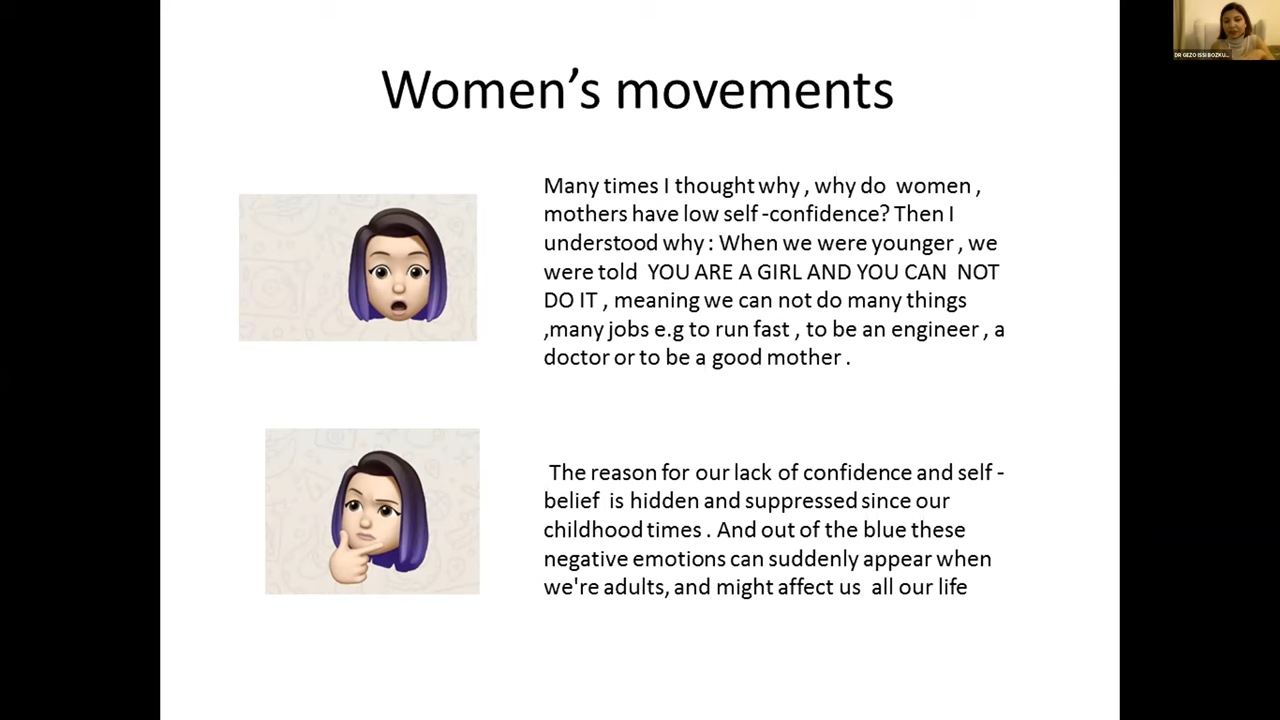 DR GEZO ISSI BOZKU...
Women’s movements
Many times I thought why , why do women ,
mothers have low self -confidence? Then I
understood why : When we were younger , we
were told YOU ARE A GIRL AND YOU CAN NOT
DO IT , meaning we can not do many things
,many jobs e.g to run fast , to be an engineer , a
doctor or to be a good mother .
The reason for our lack of confidence and self -
belief is hidden and suppressed since our
childhood times . And out of the blue these
negative emotions can suddenly appear when
we're adults, and might affect us all our life